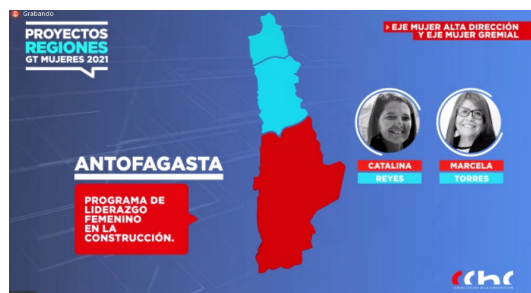 Grabando
PROYECTOS
REGIONES
GT MUJERES 2021
EJE MUJER ALTA DIRECCIÓN
Y EJE MUJER GREMIAL
ANTOFAGASTA
PROGRAMA DE
LIDERAZGO
FEMENINO
EN LA
CONSTRUCCIÓN.
CATALINA
REYES
MARCELA
TORRES
CChC